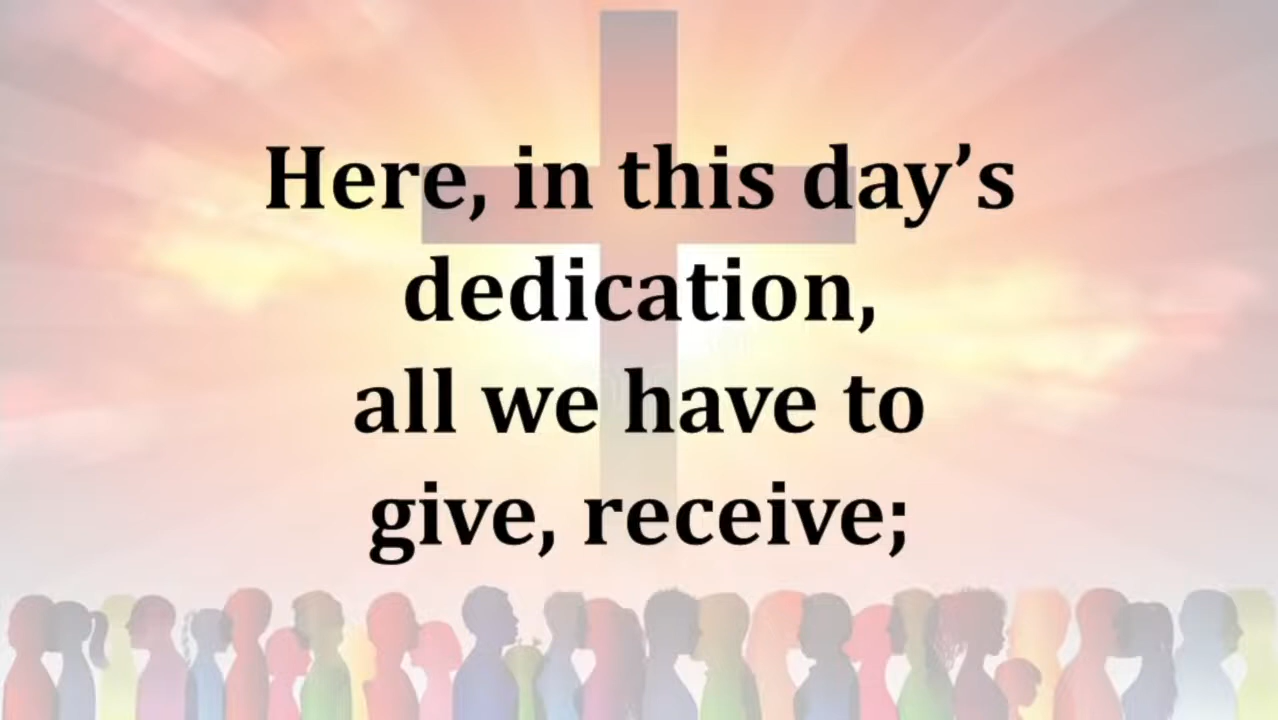 Here, in this day’s
dedication,
all we have to
give, receive;